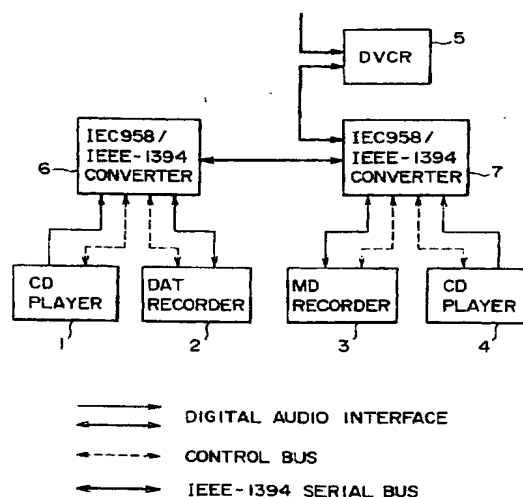 5
DVCR
6
IEC958/
IEEE-1394
CONVERTER
IEC958/
IEEE-1394
CONVERTER
7
CD
PLAYER
DAT
RECORDER
MD
RECORDER
CD
PLAYER
1
2
3
4
DIGITAL AUDIO INTERFACE
CONTROL BUS
IEEE-1394 SERIAL BUS